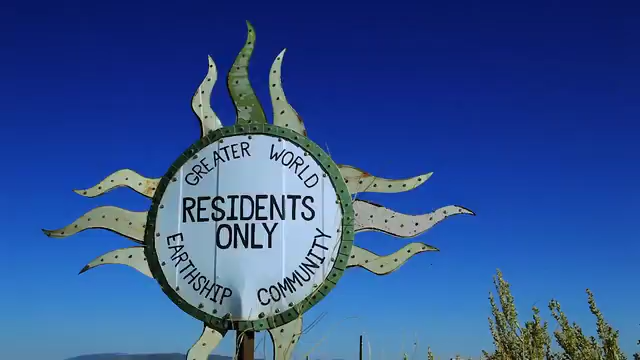 GREATER WORLD
RESIDENTS
ONLY
EARTHSHIP COMMUNITY